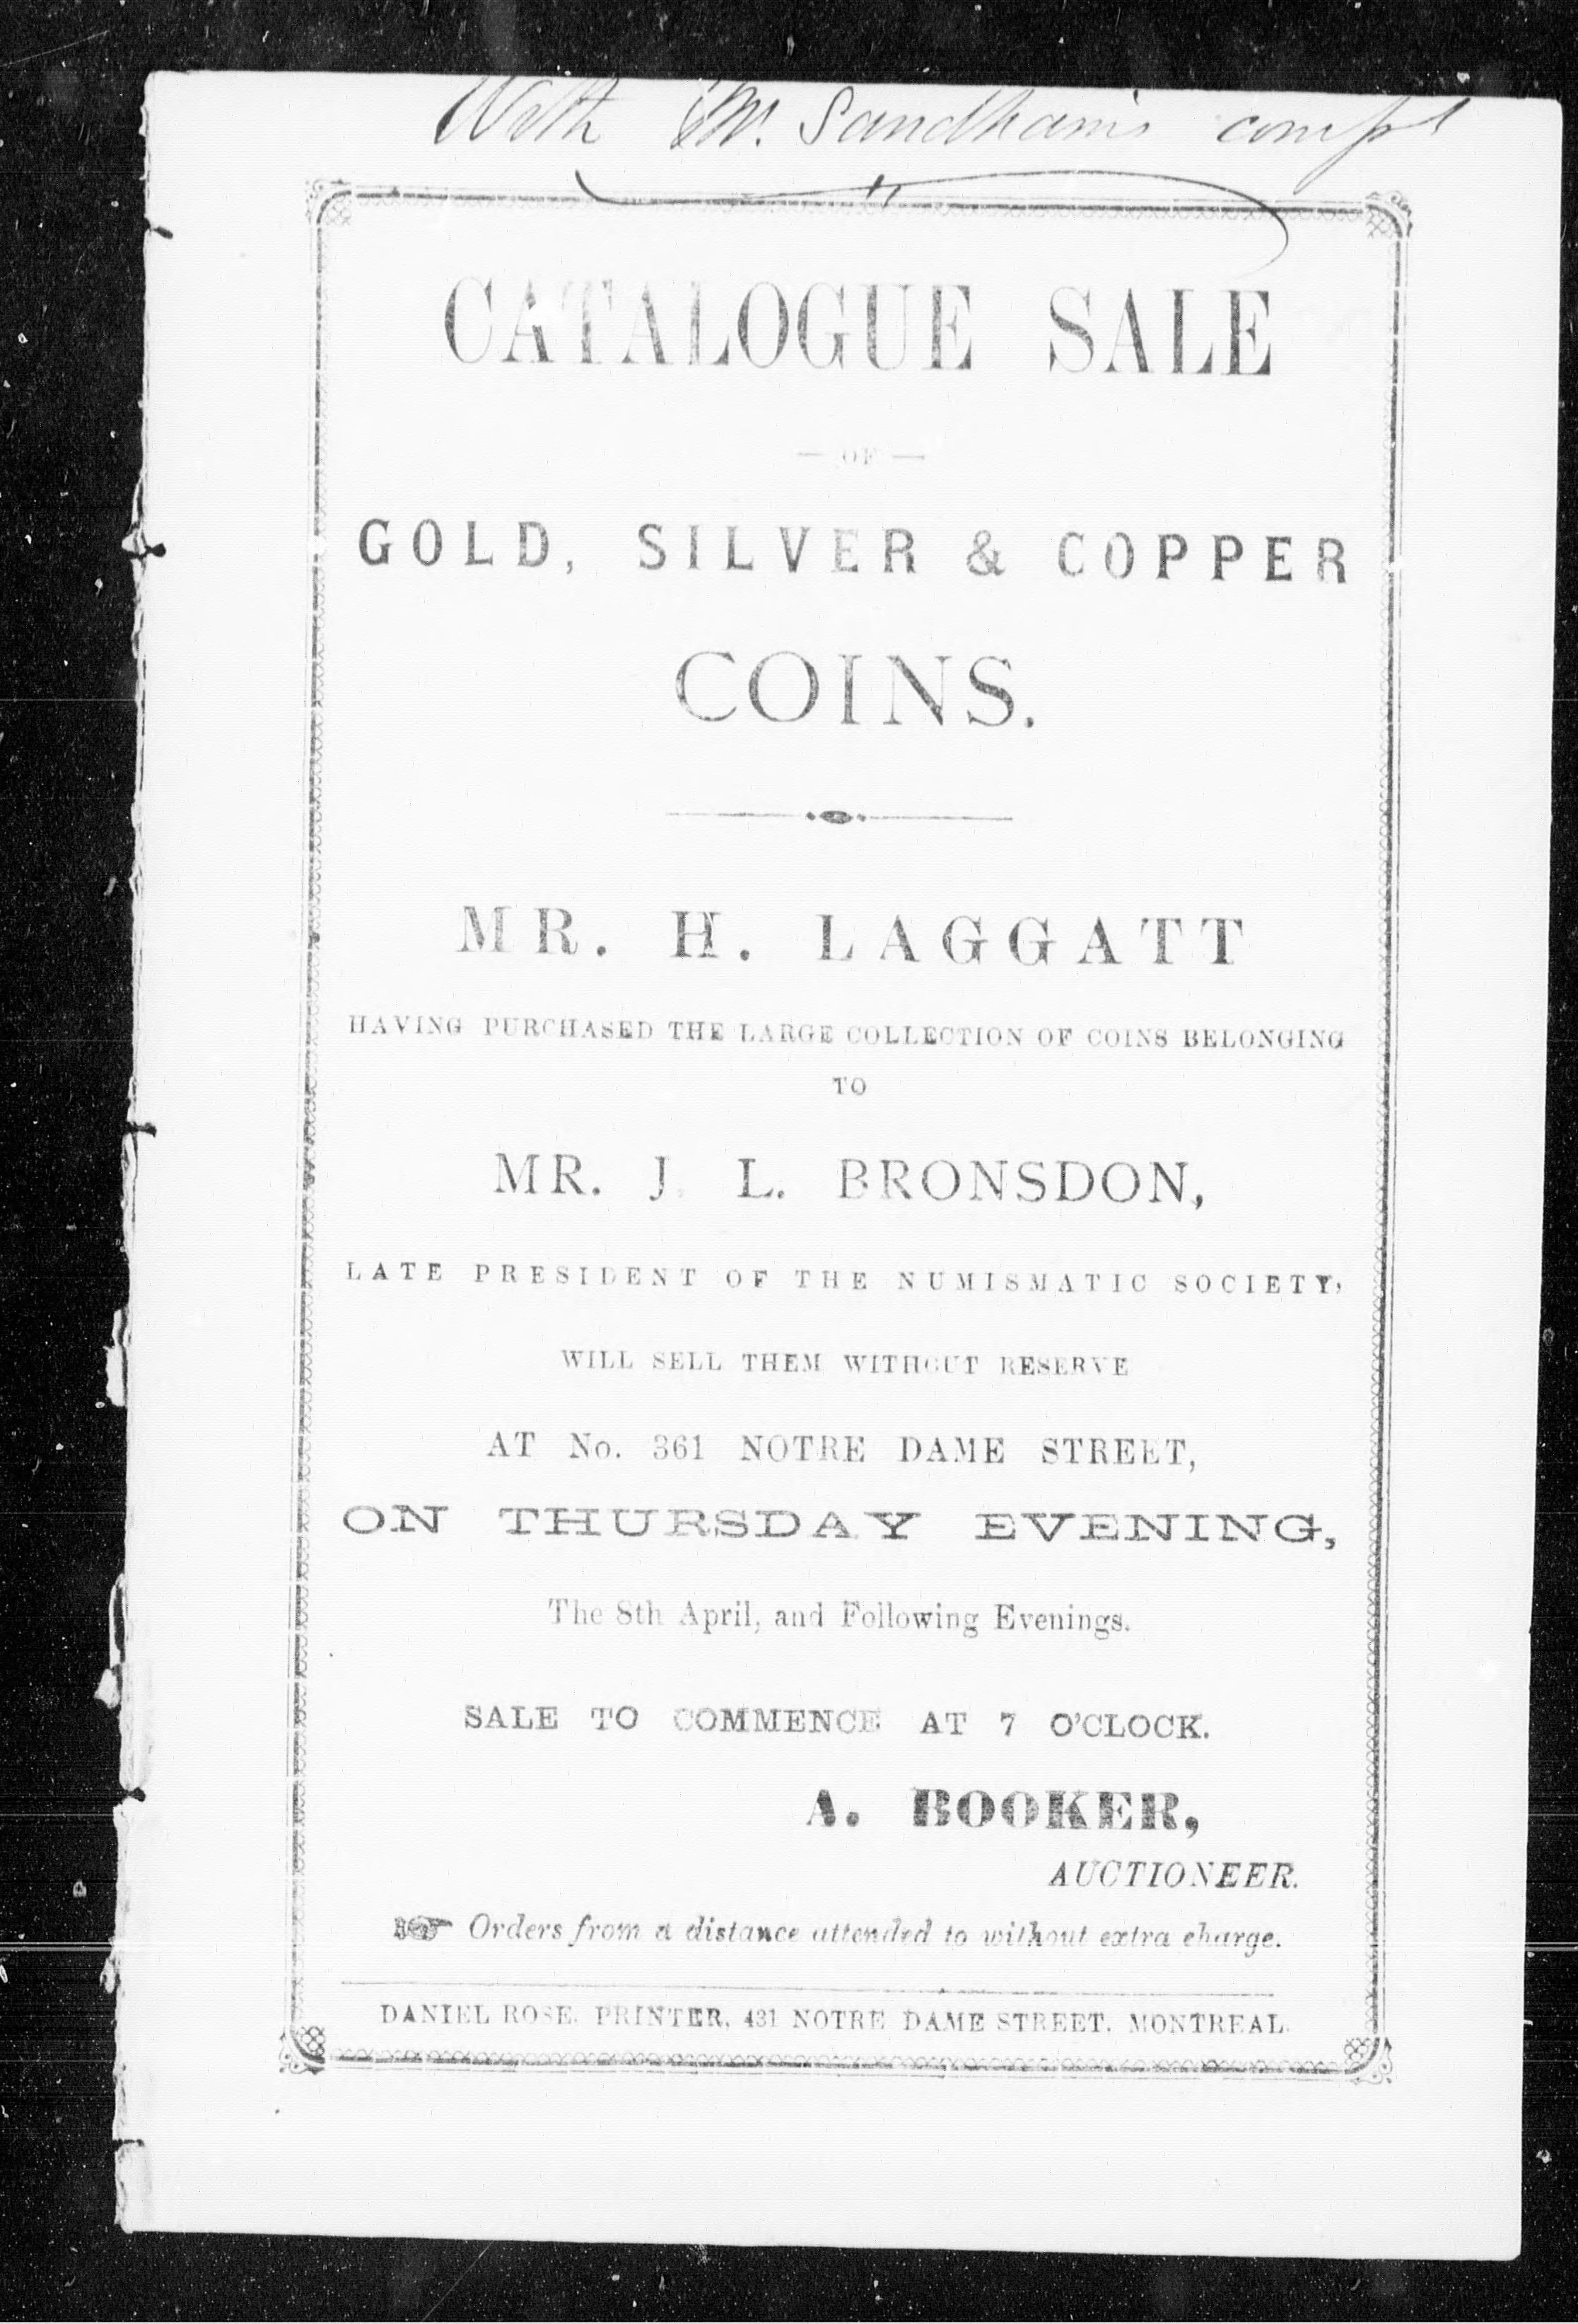 With Mr. Sandham's compl
CATALOGUE SALE
— OF —
GOLD, SILVER & COPPER
COINS.
MR. H. LAGGATT
HAVING PURCHASED THE LARGE COLLECTION OF COINS BELONGING
TO
MR. J. L. BRONSDON,
LATE PRESIDENT OF THE NUMISMATIC SOCIETY,
WILL SELL THEM WITHOUT RESERVE
AT No. 361 NOTRE DAME STREET,
ON THURSDAY EVENING,
The 8th April, and Following Evenings.
SALE TO COMMENCE AT 7 O'CLOCK.
A. BOOKER,
AUCTIONEER.
☞ Orders from a distance attended to without extra charge.
DANIEL ROSE, PRINTER, 431 NOTRE DAME STREET, MONTREAL.